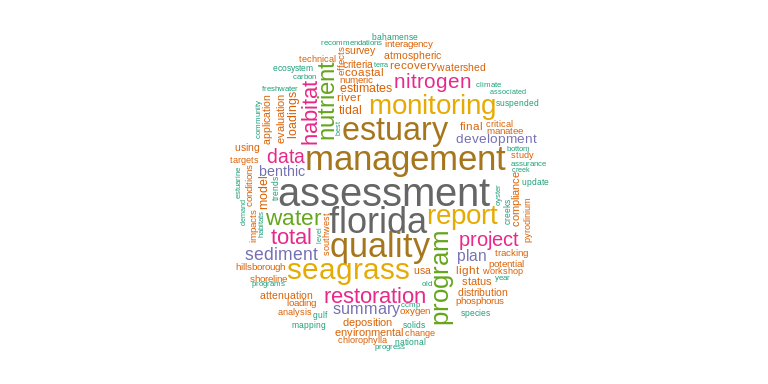 bahamense
recommendations
interagency
survey
effects
technical
atmospheric
criteria
terra
recovery
watershed
ecosystem
coastal
carbon
numeric
nitrogen
climate
freshwater
estimates
associated
habitat
nutrient
river
monitoring
suspended
loadings
tidal
community
application
evaluation
best
estuary
final
critical
manatee
development
using
data
management
bottom
study
targets
benthic
assurance
creek
estuarine
conditions
model
trends
assessment
oyster
compliance
update
demand
habitats
impacts
water
florida
report
creeks
pyrodinium
total
level
southwest
quality
program
project
sediment
plan
tracking
hillsborough
seagrass
usa
light
potential
workshop
shoreline
programs
old
status
year
attenuation
restoration
distribution
loading
summary
ccmp
phosphorus
analysis
gulf
oxygen
species
mapping
deposition
solids
environmental
change
chlorophylla
national
progress